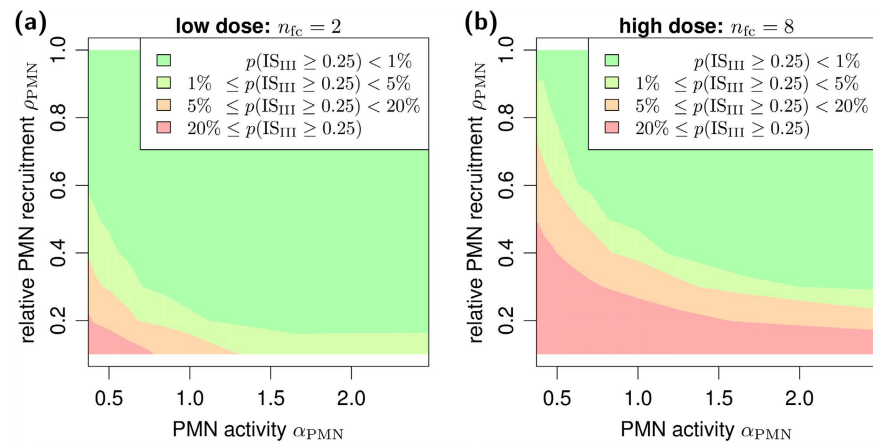 (a)
low dose: n_fc = 2
p(IS_III ≥ 0.25) < 1%
1% ≤ p(IS_III ≥ 0.25) < 5%
5% ≤ p(IS_III ≥ 0.25) < 20%
20% ≤ p(IS_III ≥ 0.25)
relative PMN recruitment ρ_PMN
1.0
0.8
0.6
0.4
0.2
0.5 1.0 1.5 2.0
PMN activity α_PMN
(b)
high dose: n_fc = 8
p(IS_III ≥ 0.25) < 1%
1% ≤ p(IS_III ≥ 0.25) < 5%
5% ≤ p(IS_III ≥ 0.25) < 20%
20% ≤ p(IS_III ≥ 0.25)
relative PMN recruitment ρ_PMN
1.0
0.8
0.6
0.4
0.2
0.5 1.0 1.5 2.0
PMN activity α_PMN